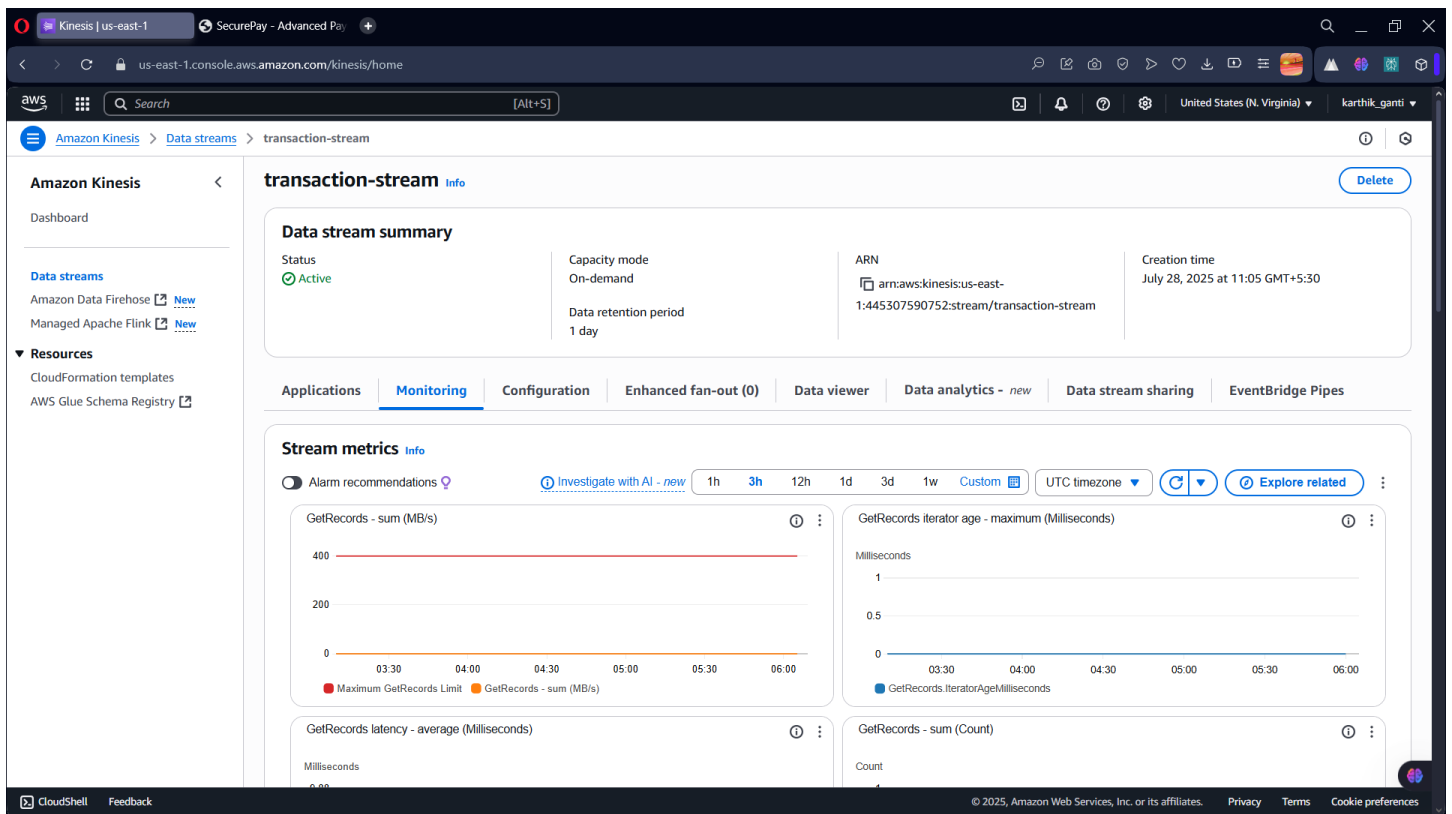 Kinesis | us-east-1
SecurePay - Advanced Pay
us-east-1.console.aws.amazon.com/kinesis/home
aws
Search [Alt+S]
United States (N. Virginia)
karthik_ganti
Amazon Kinesis > Data streams > transaction-stream
Amazon Kinesis
Dashboard
Data streams
Amazon Data Firehose New
Managed Apache Flink New
Resources
CloudFormation templates
AWS Glue Schema Registry
transaction-stream Info
Delete
Data stream summary
Status
Active
Capacity mode
On-demand
Data retention period
1 day
ARN
arn:aws:kinesis:us-east-
1:445307590752:stream/transaction-stream
Creation time
July 28, 2025 at 11:05 GMT+5:30
Applications Monitoring Configuration Enhanced fan-out (0) Data viewer Data analytics - new Data stream sharing EventBridge Pipes
Stream metrics Info
Alarm recommendations
Investigate with AI - new
1h 3h 12h 1d 3d 1w Custom
UTC timezone
Explore related
GetRecords - sum (MB/s)
400
200
0
03:30 04:00 04:30 05:00 05:30 06:00
Maximum GetRecords Limit GetRecords - sum (MB/s)
GetRecords iterator age - maximum (Milliseconds)
Milliseconds
1
0.5
0
03:30 04:00 04:30 05:00 05:30 06:00
GetRecords.IteratorAgeMilliseconds
GetRecords latency - average (Milliseconds)
Milliseconds
GetRecords - sum (Count)
Count
1
CloudShell Feedback
© 2025, Amazon Web Services, Inc. or its affiliates. Privacy Terms Cookie preferences